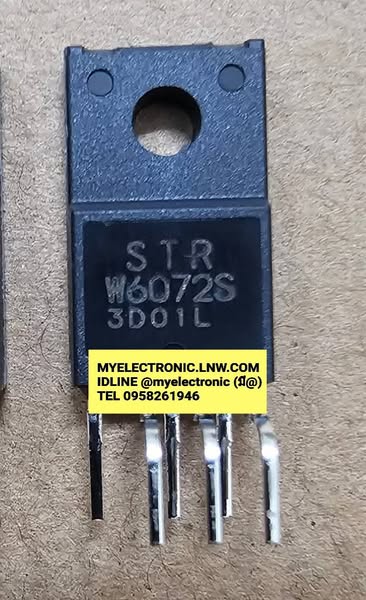 STR
W6072S
3D01L
MYELECTRONIC.LNW.COM
IDLINE @myelectronic (มี@)
TEL 0958261946